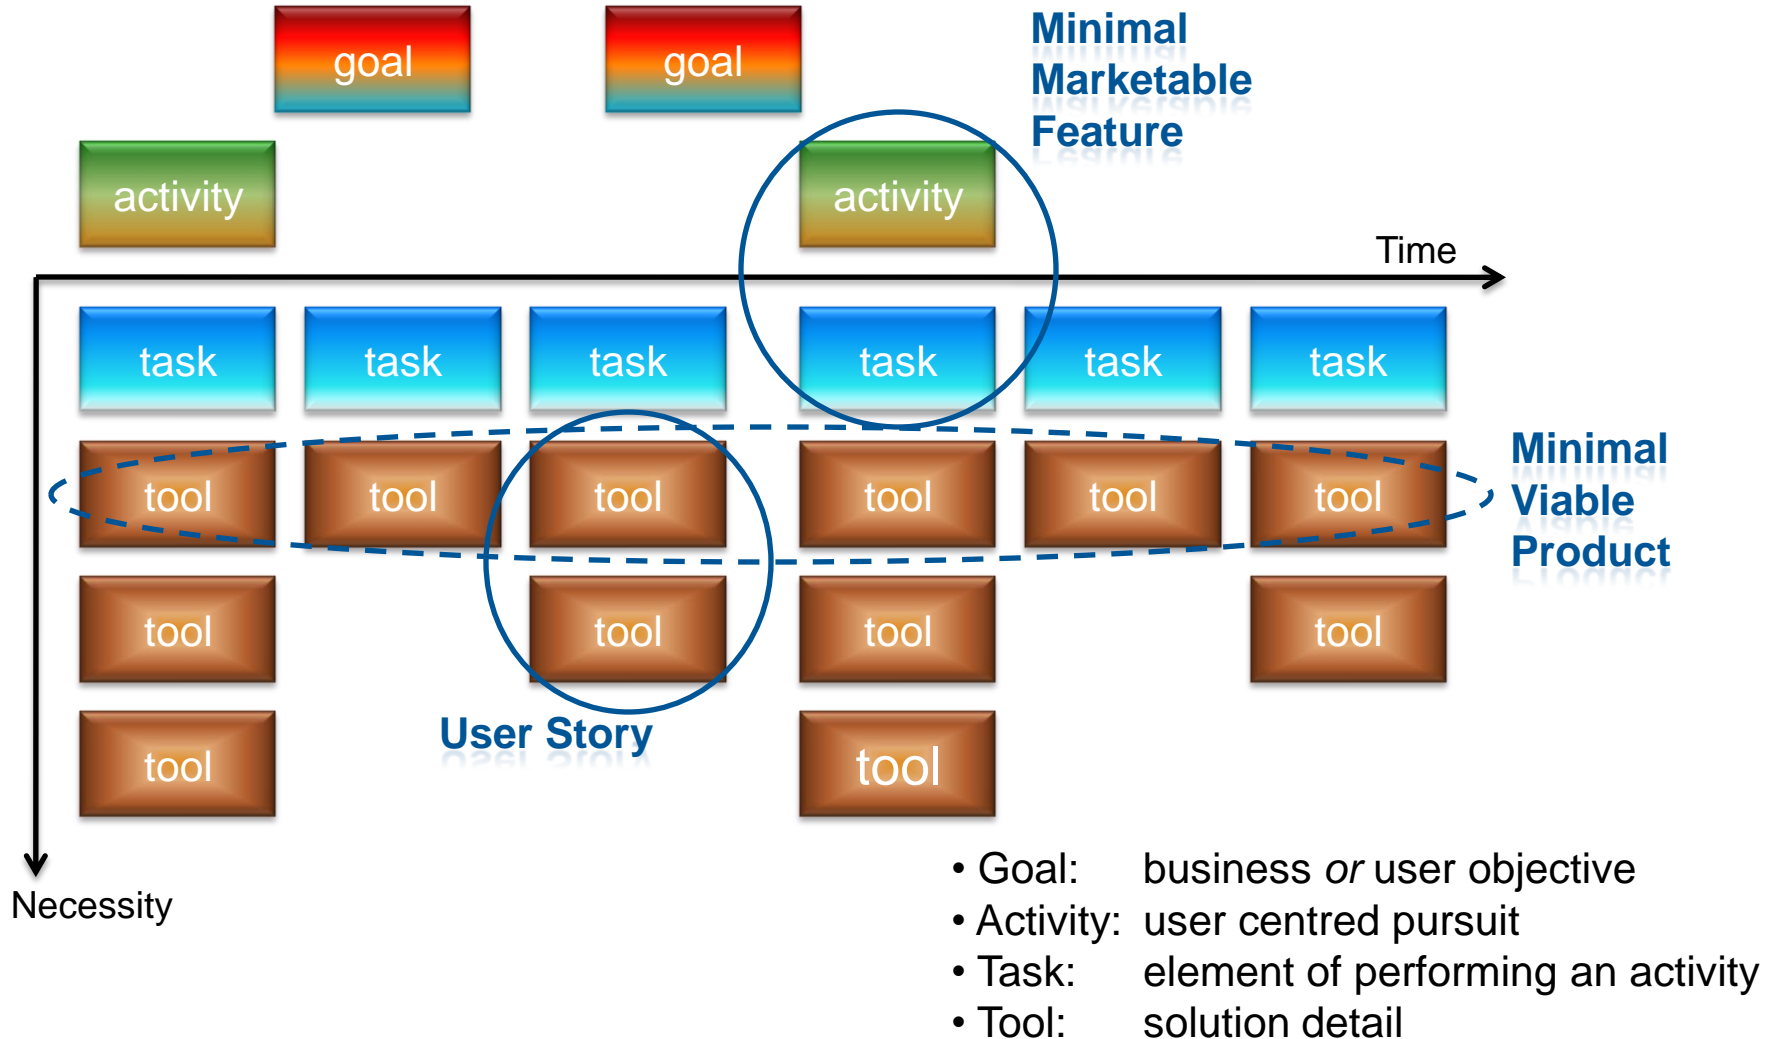 goal goal
Minimal
Marketable
Feature
activity activity
Time
task task task task task task
tool tool tool tool tool tool
Minimal
Viable
Product
tool tool tool tool
User Story
tool tool
Necessity
• Goal: business or user objective
• Activity: user centred pursuit
• Task: element of performing an activity
• Tool: solution detail